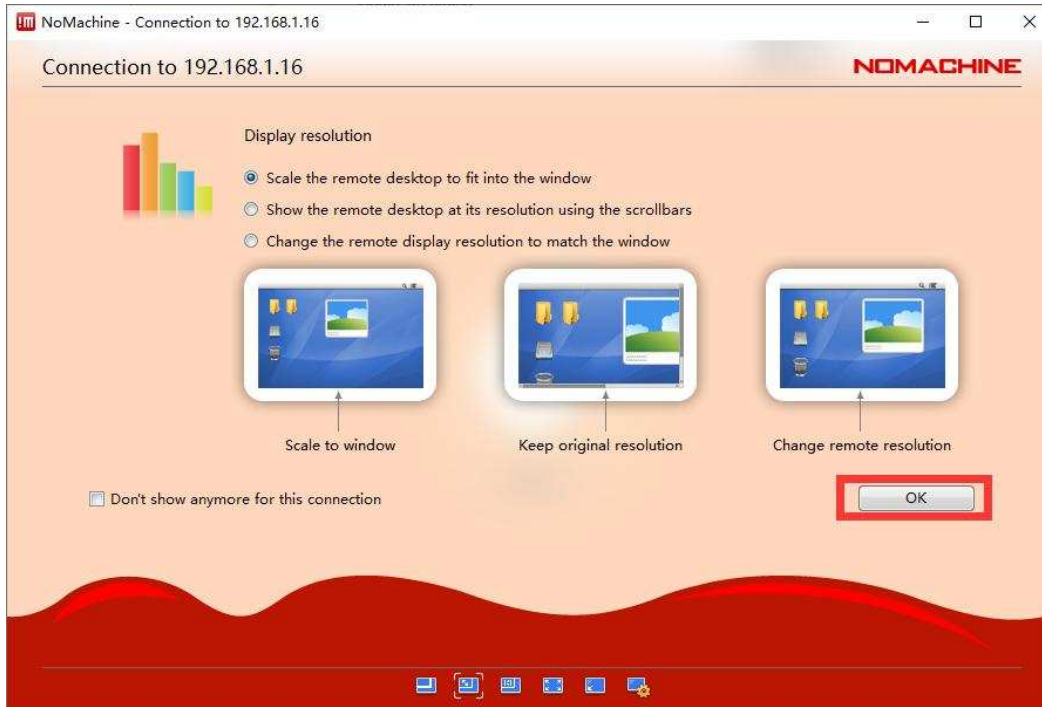 NoMachine - Connection to 192.168.1.16
Connection to 192.168.1.16
NOMACHINE
Display resolution
Scale the remote desktop to fit into the window
Show the remote desktop at its resolution using the scrollbars
Change the remote display resolution to match the window
Scale to window
Keep original resolution
Change remote resolution
Don't show anymore for this connection
OK